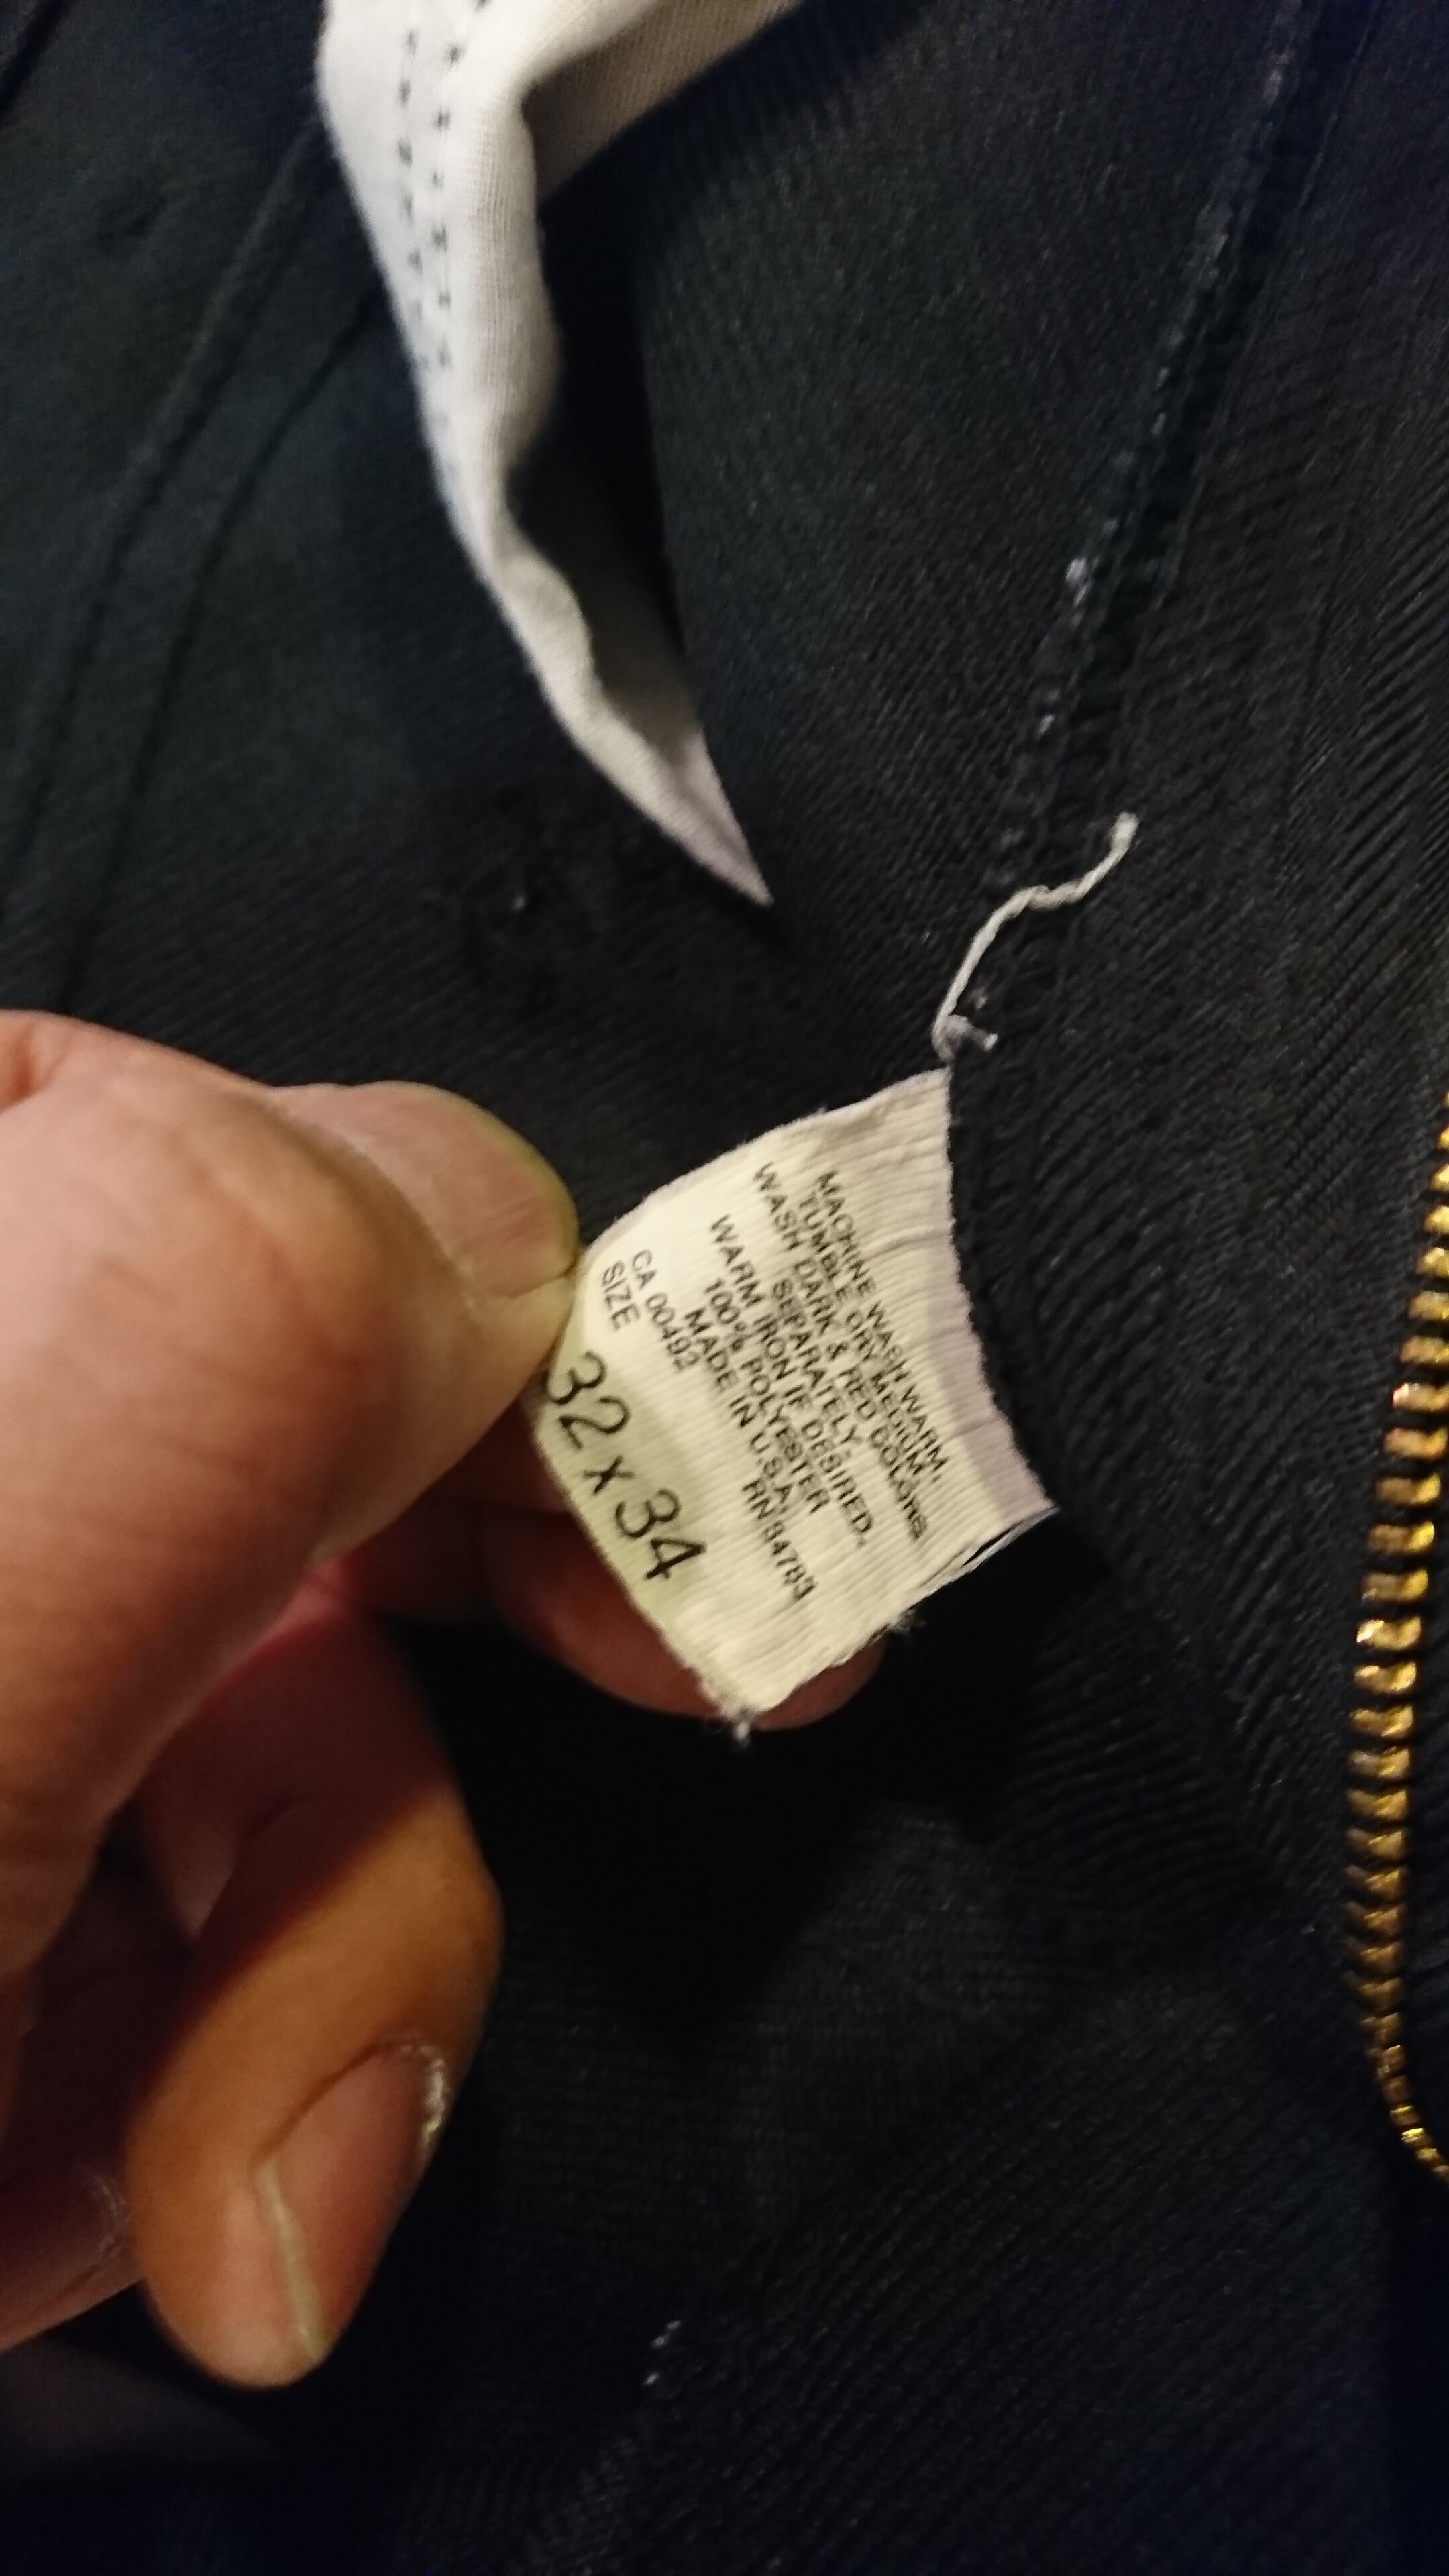 MACHINE WASH WARM,
TUMBLE DRY MEDIUM,
WASH DARK & RED COLORS
SEPARATELY.
WARM IRON IF DESIRED.
100% POLYESTER
MADE IN U.S.A.
CA 00492 RN 34783
SIZE
32 x 34